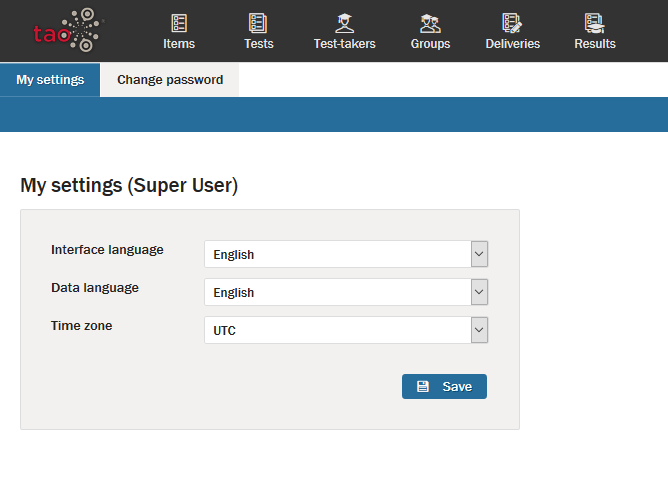 tao
Items Tests Test-takers Groups Deliveries Results
My settings Change password
My settings (Super User)
Interface language English
Data language English
Time zone UTC
Save